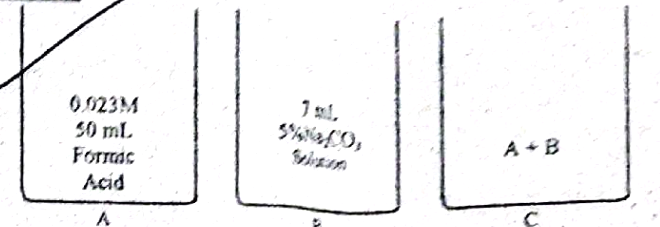 0.023M
50 mL
Formic
Acid
A
7 mL
5% Na₂CO₃
Solution
B
A + B
C